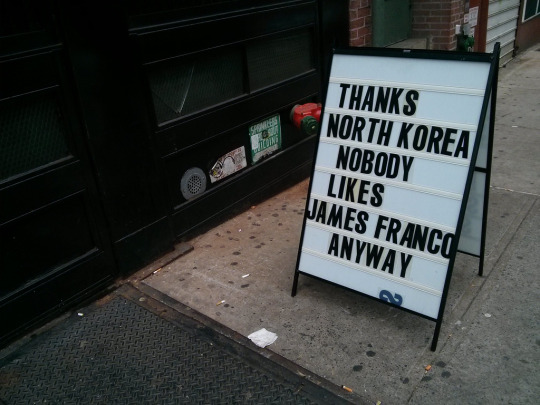 THANKS
NORTH KOREA
NOBODY
LIKES
JAMES FRANCO
ANYWAY